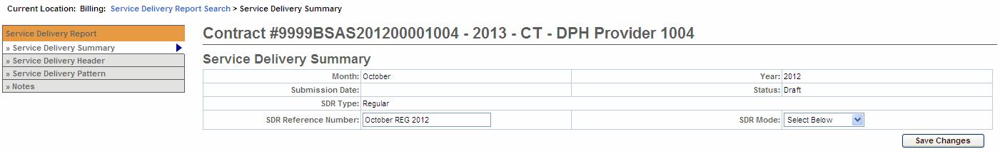 Current Location: Billing: Service Delivery Report Search > Service Delivery Summary
Service Delivery Report
» Service Delivery Summary
» Service Delivery Header
» Service Delivery Pattern
» Notes
Contract #9999BSAS201200001004 - 2013 - CT - DPH Provider 1004
Service Delivery Summary
Month: October Year: 2012
Submission Date: Status: Draft
SDR Type: Regular
SDR Reference Number: October REG 2012 SDR Mode: Select Below
Save Changes